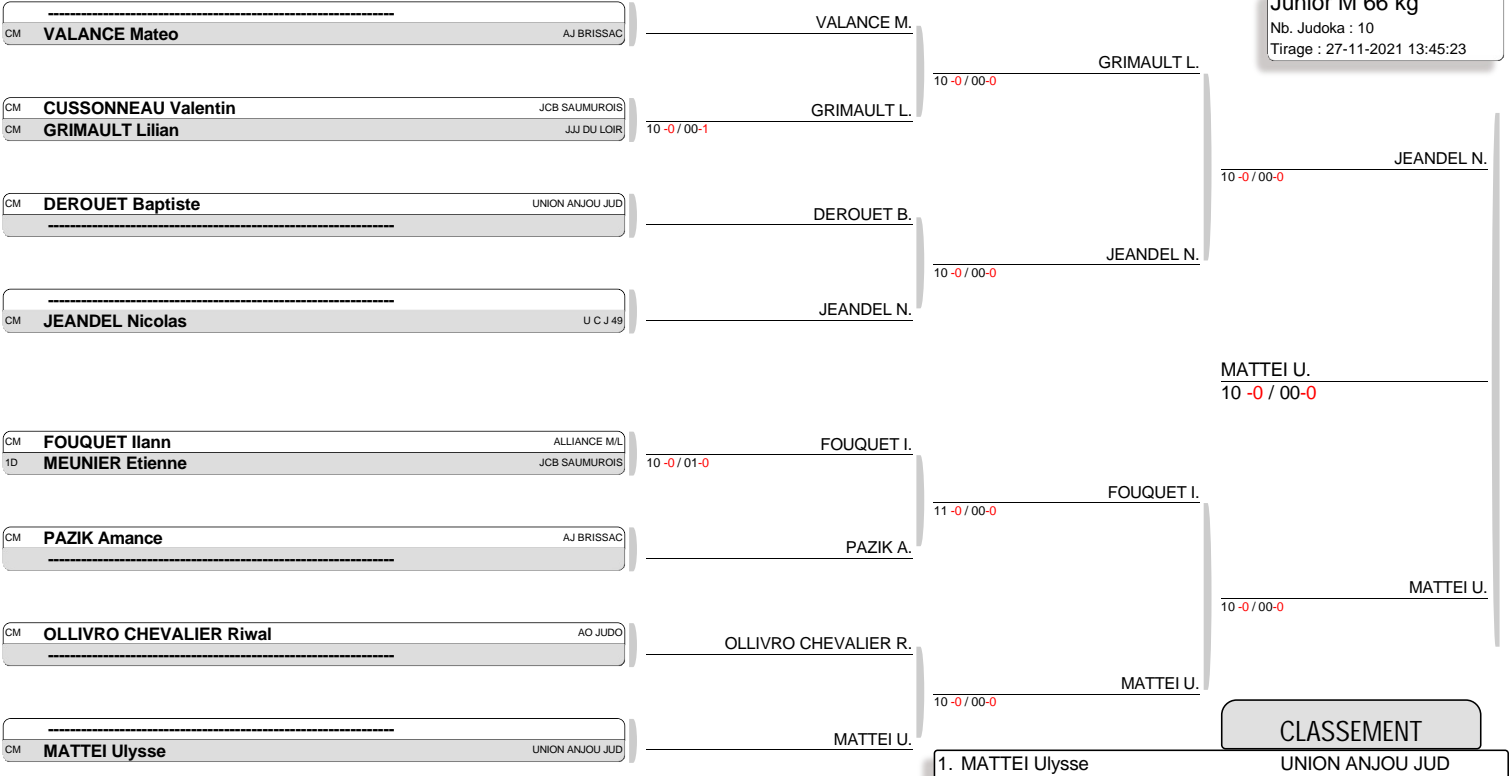 Junior M 66 kg
Nb. Judoka : 10
Tirage : 27-11-2021 13:45:23
----------------------------------------------------------------
CM VALANCE Mateo AJ BRISSAC
CM CUSSONNEAU Valentin JCB SAUMUROIS
CM GRIMAULT Lilian JJJ DU LOIR
CM DEROUET Baptiste UNION ANJOU JUD
----------------------------------------------------------------
----------------------------------------------------------------
CM JEANDEL Nicolas U C J 49
CM FOUQUET Ilann ALLIANCE M/L
1D MEUNIER Etienne JCB SAUMUROIS
CM PAZIK Amance AJ BRISSAC
----------------------------------------------------------------
CM OLLIVRO CHEVALIER Riwal AO JUDO
----------------------------------------------------------------
----------------------------------------------------------------
CM MATTEI Ulysse UNION ANJOU JUD
VALANCE M.
GRIMAULT L.
10 -0 / 00-1
DEROUET B.
JEANDEL N.
FOUQUET I.
10 -0 / 01-0
PAZIK A.
OLLIVRO CHEVALIER R.
MATTEI U.
GRIMAULT L.
10 -0 / 00-0
JEANDEL N.
10 -0 / 00-0
FOUQUET I.
11 -0 / 00-0
MATTEI U.
10 -0 / 00-0
JEANDEL N.
10 -0 / 00-0
MATTEI U.
10 -0 / 00-0
MATTEI U.
10 -0 / 00-0
CLASSEMENT
1. MATTEI Ulysse UNION ANJOU JUD